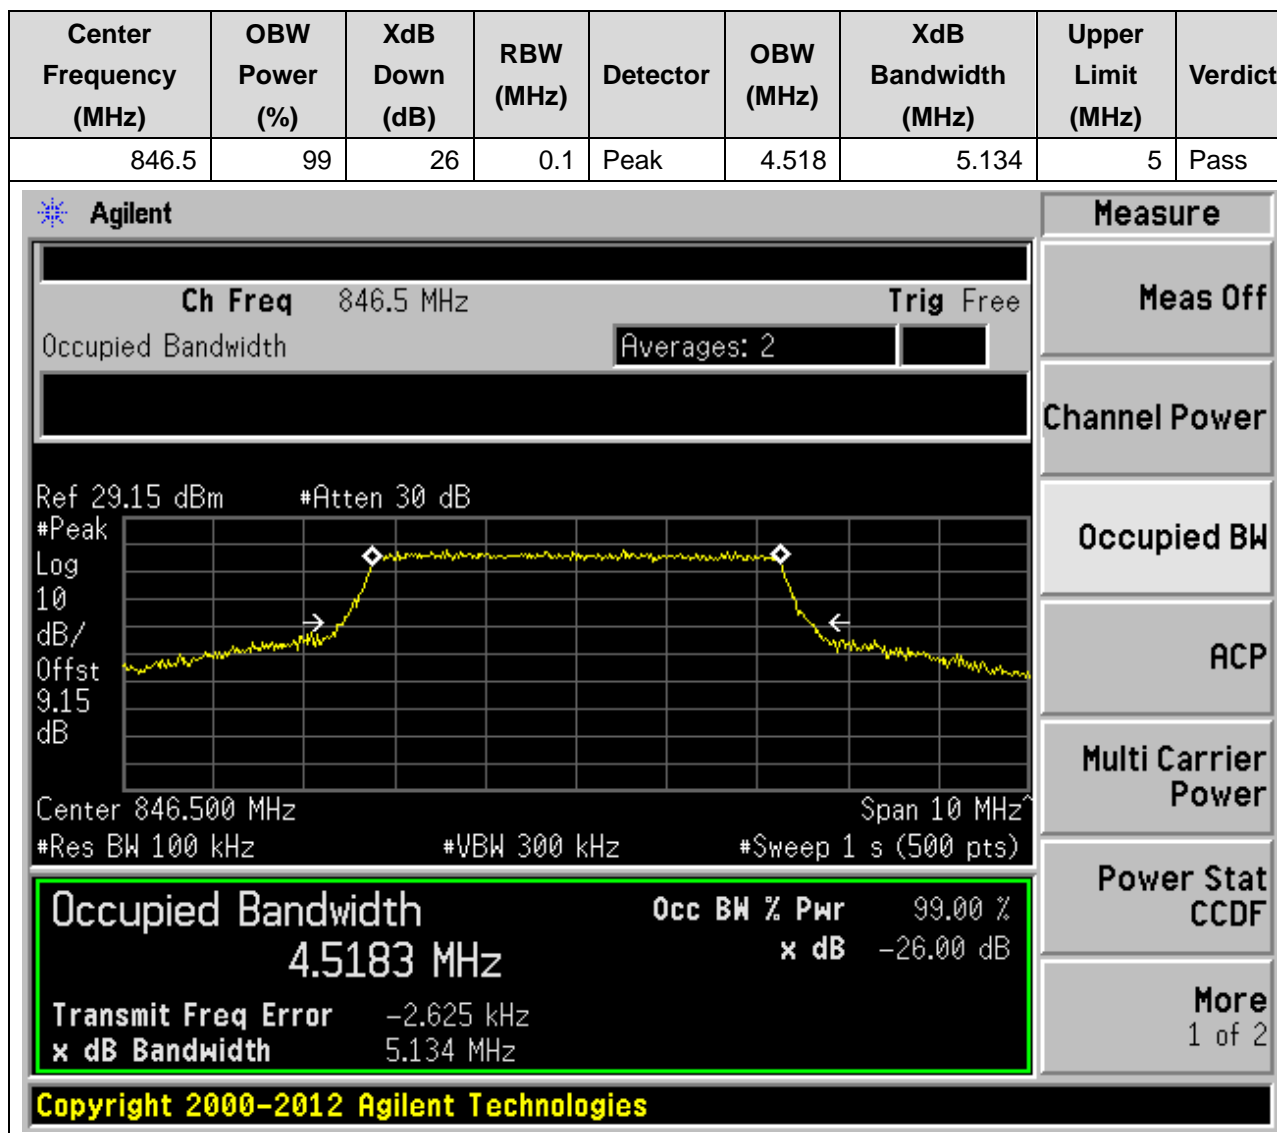 Center Frequency (MHz) OBW Power (%) XdB Down (dB) RBW (MHz) Detector OBW (MHz) XdB Bandwidth (MHz) Upper Limit (MHz) Verdict
846.5 99 26 0.1 Peak 4.518 5.134 5 Pass
Agilent
Measure
Ch Freq 846.5 MHz Trig Free
Meas Off
Occupied Bandwidth Averages: 2
Channel Power
Ref 29.15 dBm #Atten 30 dB
#Peak
Log
10
dB/
Offst
9.15
dB
Occupied BW
ACP
Multi Carrier
Power
Center 846.500 MHz Span 10 MHz^
#Res BW 100 kHz #VBW 300 kHz #Sweep 1 s (500 pts)
Power Stat
CCDF
Occupied Bandwidth Occ BW % Pwr 99.00 %
4.5183 MHz x dB -26.00 dB
Transmit Freq Error -2.625 kHz
x dB Bandwidth 5.134 MHz
More
1 of 2
Copyright 2000-2012 Agilent Technologies